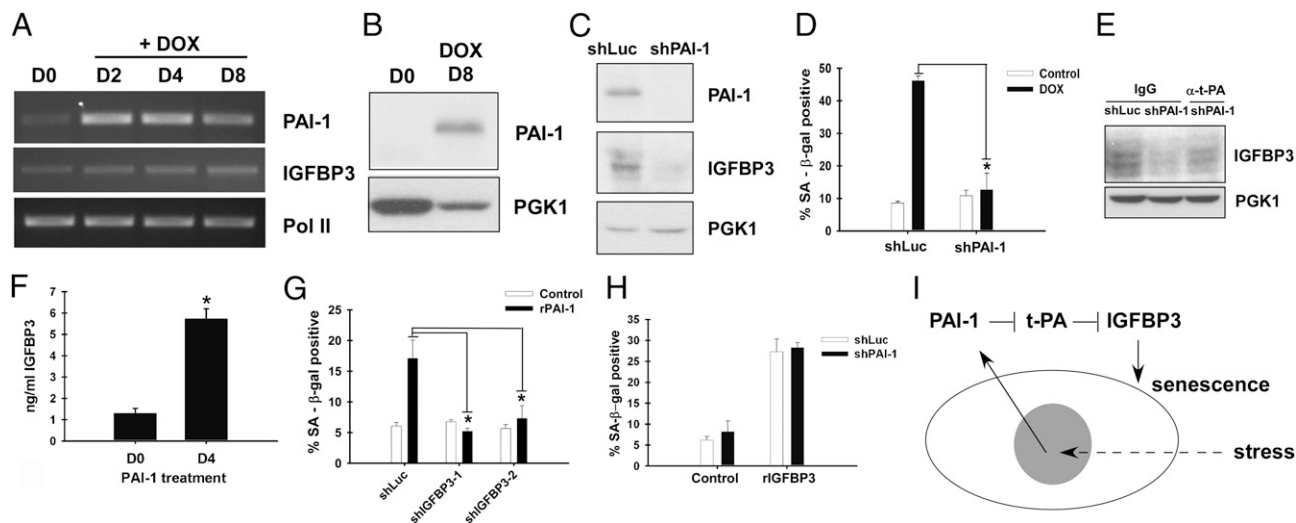 A
+ DOX
D0 D2 D4 D8
PAI-1
IGFBP3
Pol II
B
DOX
D0 D8
PAI-1
PGK1
C
shLuc shPAI-1
PAI-1
IGFBP3
PGK1
D
% SA - β-gal positive
50
40
30
20
10
0
Control
DOX
*
shLuc shPAI-1
E
IgG α-t-PA
shLuc shPAI-1 shPAI-1
IGFBP3
PGK1
F
ng/ml IGFBP3
7
6
5
4
3
2
1
0
*
D0 D4
PAI-1 treatment
G
% SA - β-gal positive
25
20
15
10
5
0
Control
rPAI-1
* *
shLuc shIGFBP3-1 shIGFBP3-2
H
% SA-β-gal positive
35
30
25
20
15
10
5
0
shLuc
shPAI-1
Control rIGFBP3
I
PAI-1 t-PA IGFBP3
senescence
stress